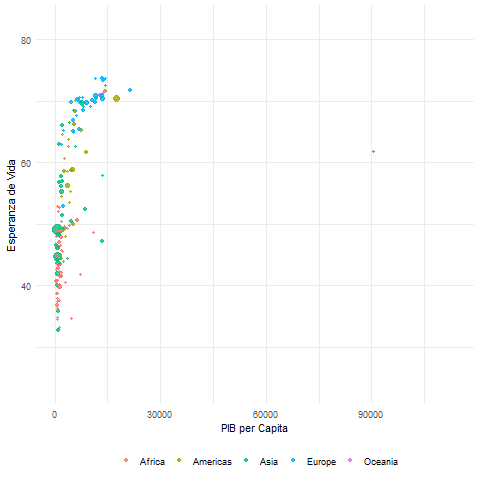 Esperanza de Vida
80
60
40
0
30000
60000
90000
PIB per Capita
Africa
Americas
Asia
Europe
Oceania